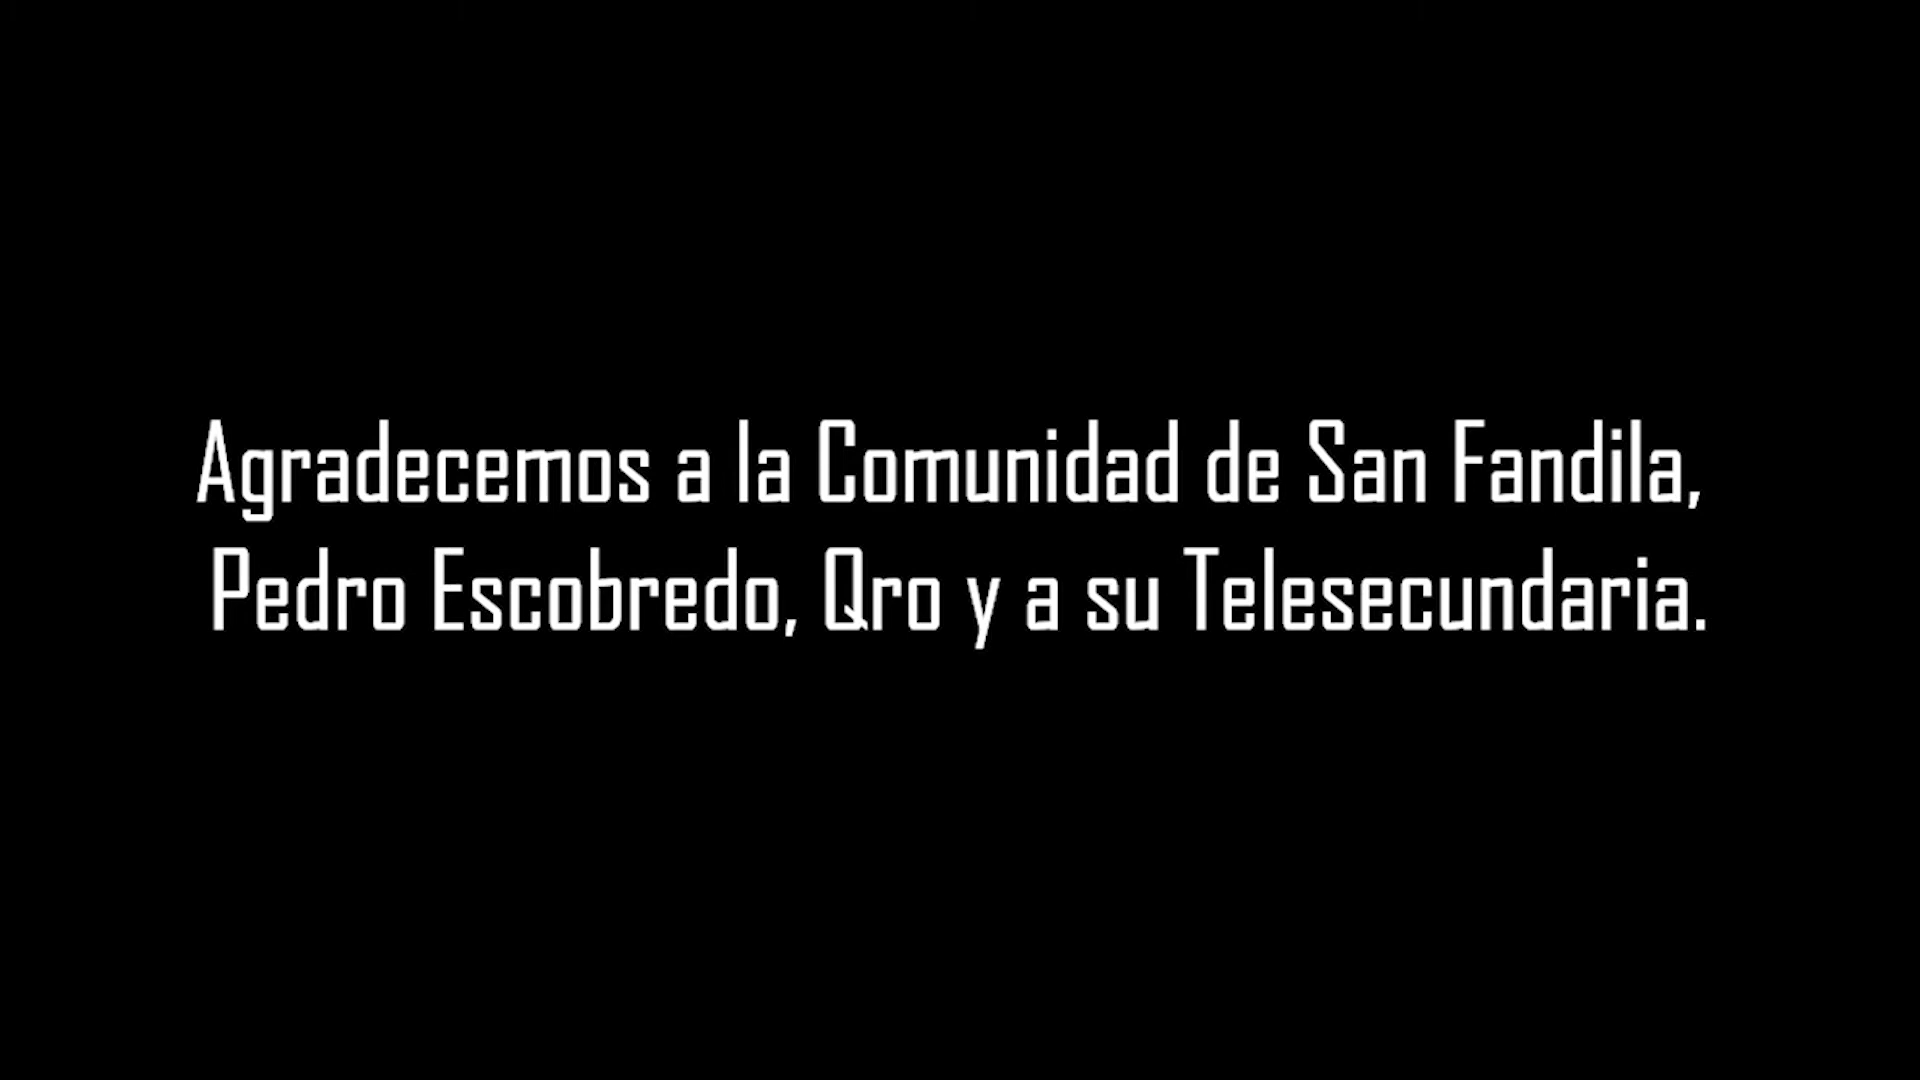 Agradecemos a la Comunidad de San Fandila,
Pedro Escobredo, Qro y a su Telesecundaria.